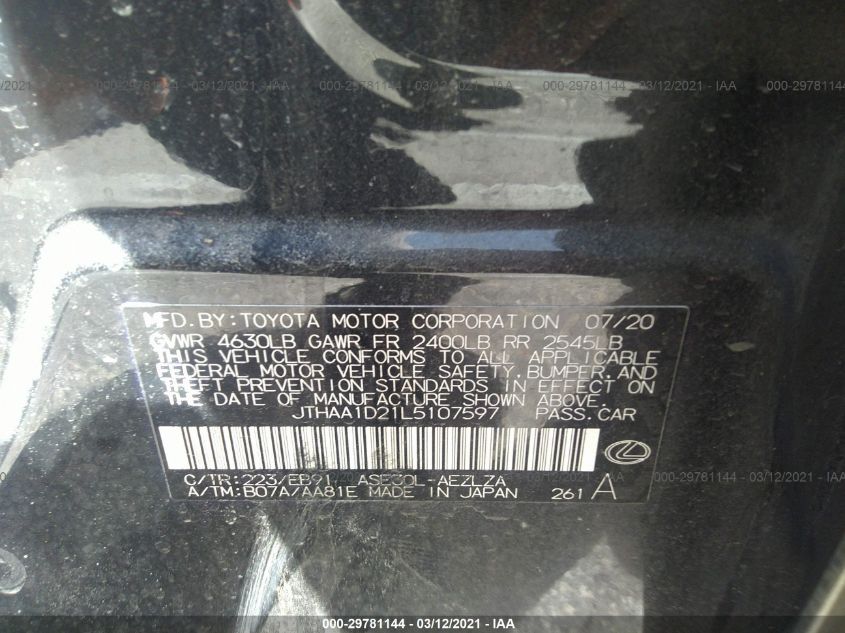 /2021 - IAA 000-29781144 - 03/12/2021 - IAA 000-29781144 - 03/12/2021 - IAA
MFD. BY: TOYOTA MOTOR CORPORATION 07/20
GVWR 4630LB GAWR FR 2400LB RR 2545LB
THIS VEHICLE CONFORMS TO ALL APPLICABLE
FEDERAL MOTOR VEHICLE SAFETY, BUMPER, AND
THEFT PREVENTION STANDARDS IN EFFECT ON
THE DATE OF MANUFACTURE SHOWN ABOVE.
JTHAA1D21L5107597 PASS. CAR
C/TR: 223/EB91 ASE30L-AEZLZA
A/TM: B07A/AA81E MADE IN JAPAN 261 A
000-29781144 - 03/12/2021 - IAA